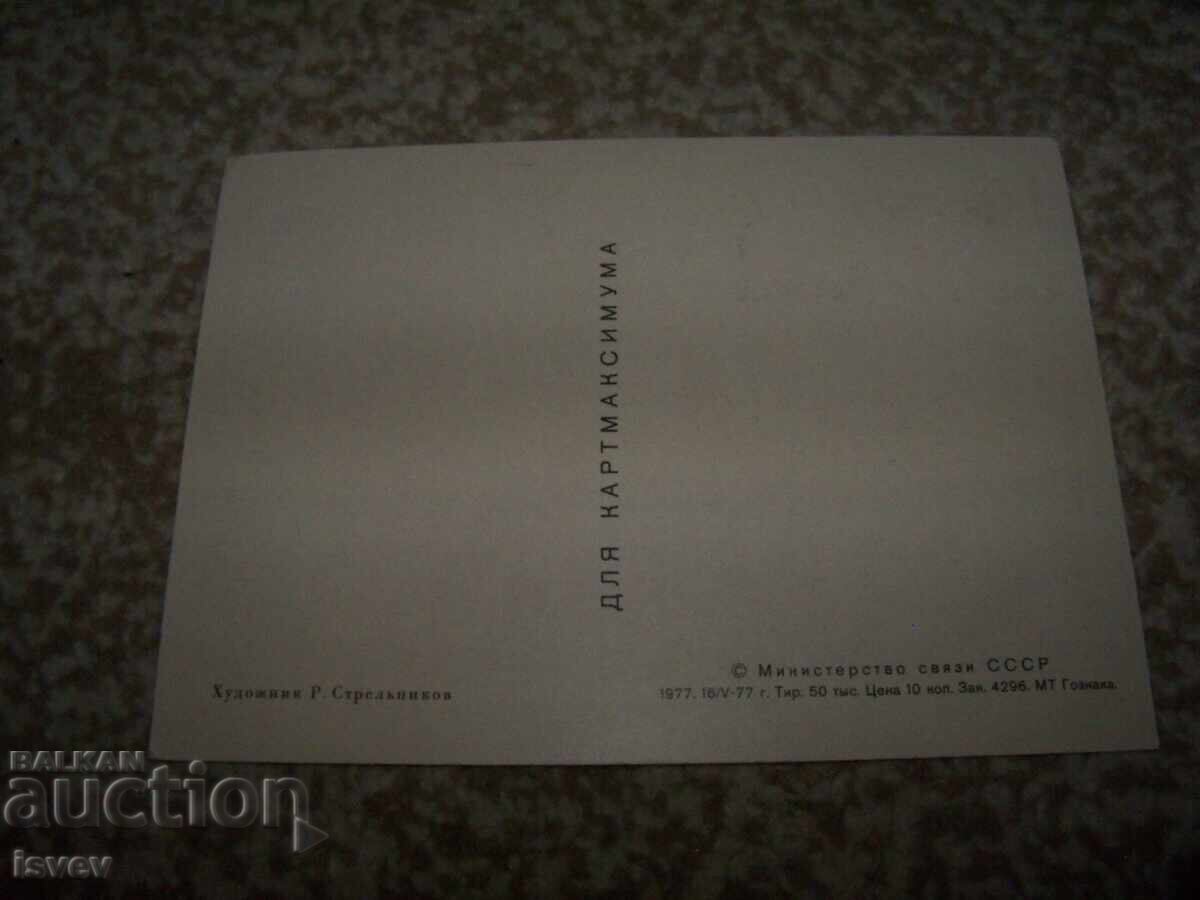 ДЛЯ КАРТМАКСИМУМА
Художник Р. Стрельников
© Министерство связи СССР
1977. 16/V-77 г. Тир. 50 тыс. Цена 10 коп. Зак. 4296. МТ Гознака.
BALKAN
auction
isvev